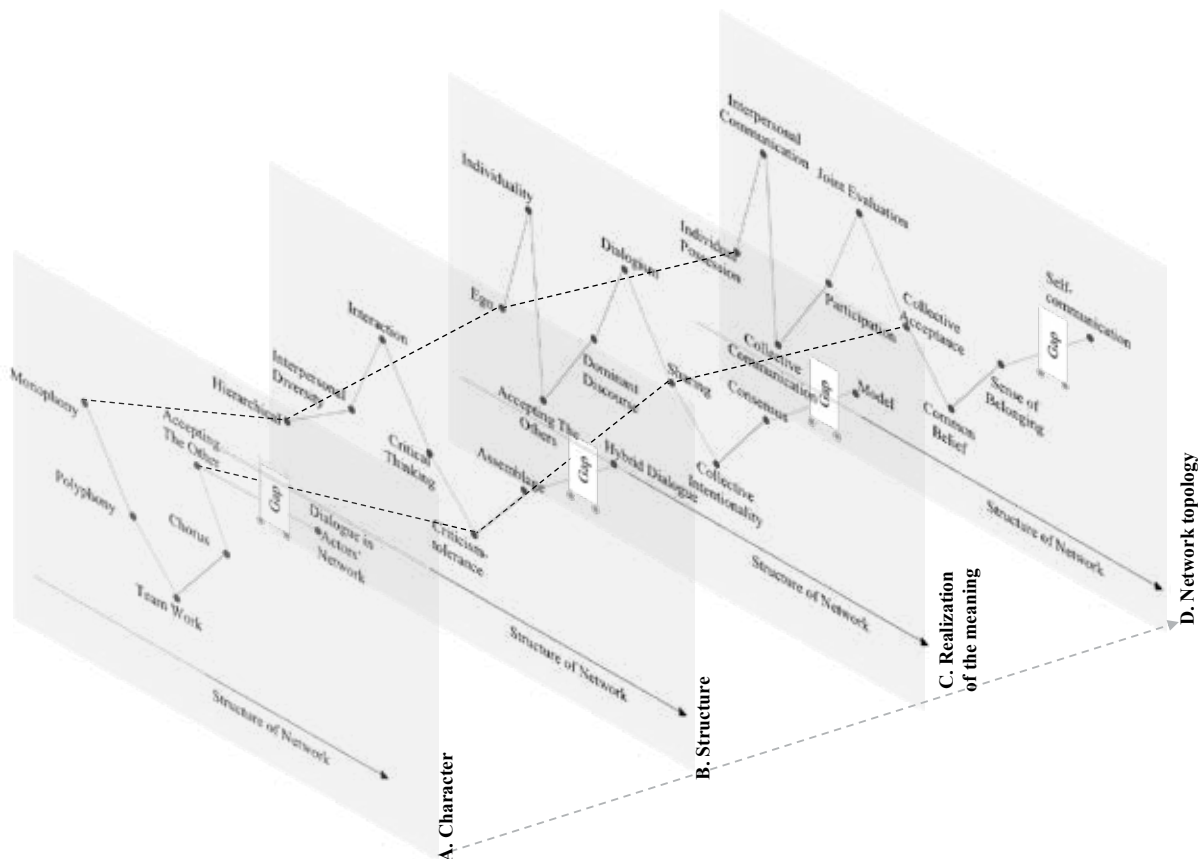 Monophony
Polyphony
Team Work
Chorus
Accepting
The Other
Gap
Dialogue in
Actors'
Network
Structure of Network
A. Character
Hierarchical
Interpersonal
Diversity
Interaction
Critical
Thinking
Criticism-
tolerance
Assemblage
Gap
Hybrid Dialogue
Structure of Network
B. Structure
Ego
Individuality
Accepting The
Others
Dominant
Discourse
Dialogism
Sharing
Collective
Intentionality
Consensus
Gap
Model
Structure of Network
C. Realization
of the meaning
Individual
Possession
Interpersonal
Communication
Collective
Communication
Participation
Joint Evaluation
Collective
Acceptance
Common
Belief
Sense of
Belonging
Gap
Self-
communication
Structure of Network
D. Network topology